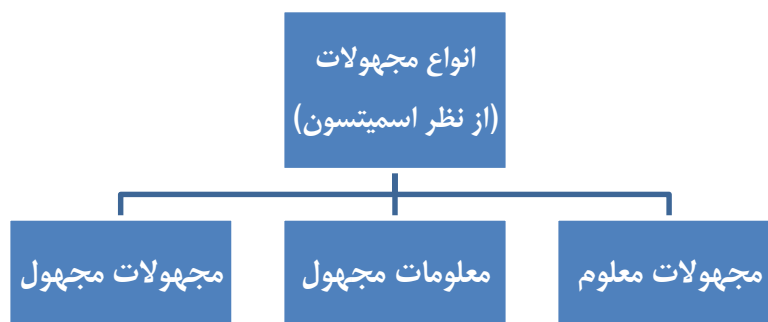 انواع مجهولات
(از نظر اسمیتسون)
مجهولات معلوم
معلومات مجهول
مجهولات مجهول